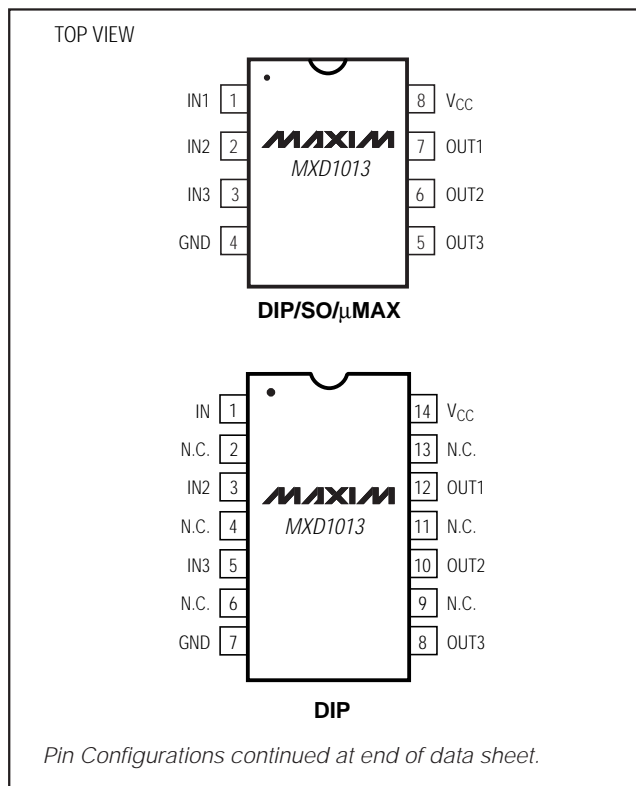 TOP VIEW
IN1 1 8 VCC
IN2 2 MAXIM 7 OUT1
MXD1013
IN3 3 6 OUT2
GND 4 5 OUT3
DIP/SO/μMAX
IN 1 14 VCC
N.C. 2 13 N.C.
IN2 3 MAXIM 12 OUT1
N.C. 4 MXD1013 11 N.C.
IN3 5 10 OUT2
N.C. 6 9 N.C.
GND 7 8 OUT3
DIP
Pin Configurations continued at end of data sheet.